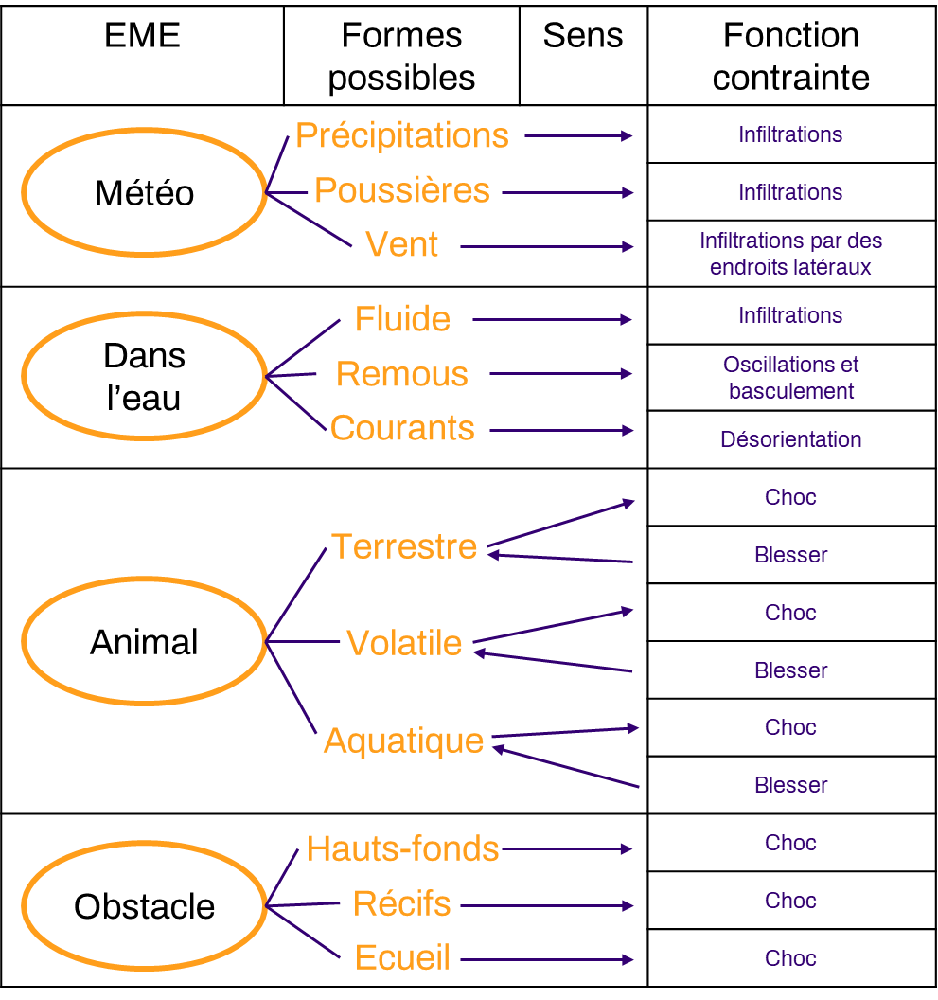 EME
Formes
possibles
Sens
Fonction
contrainte
Météo
Précipitations
Infiltrations
Poussières
Infiltrations
Vent
Infiltrations par des
endroits latéraux
Dans
l'eau
Fluide
Infiltrations
Remous
Oscillations et
basculement
Courants
Désorientation
Animal
Terrestre
Choc
Blesser
Volatile
Choc
Blesser
Aquatique
Choc
Blesser
Obstacle
Hauts-fonds
Choc
Récifs
Choc
Ecueil
Choc